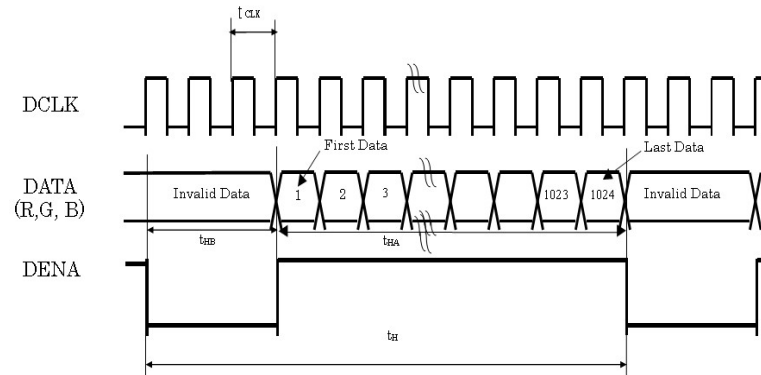 t CLK
DCLK
First Data
Last Data
DATA
(R,G, B)
Invalid Data
1
2
3
1023
1024
Invalid Data
tHB
tHA
DENA
tH